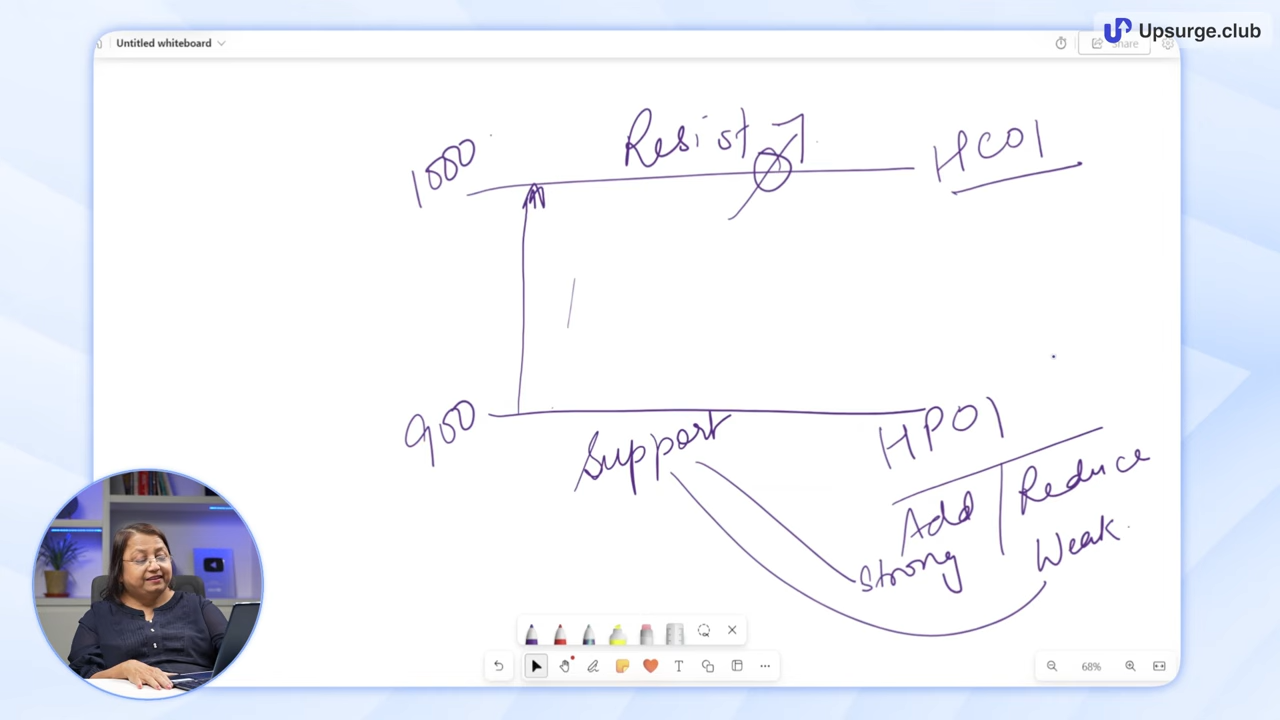 Upsurge.club
Untitled whiteboard
Share
1000
Resist
HCOI
900
Support
HPOI
Add
Reduce
Strong
Weak
68%